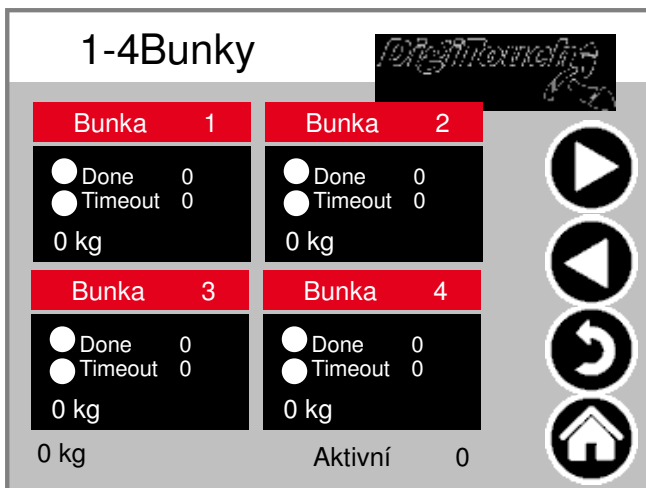 1-4Bunky
DigiTouch
Bunka 1
Done 0
Timeout 0
0 kg
Bunka 2
Done 0
Timeout 0
0 kg
Bunka 3
Done 0
Timeout 0
0 kg
Bunka 4
Done 0
Timeout 0
0 kg
0 kg
Aktivní 0